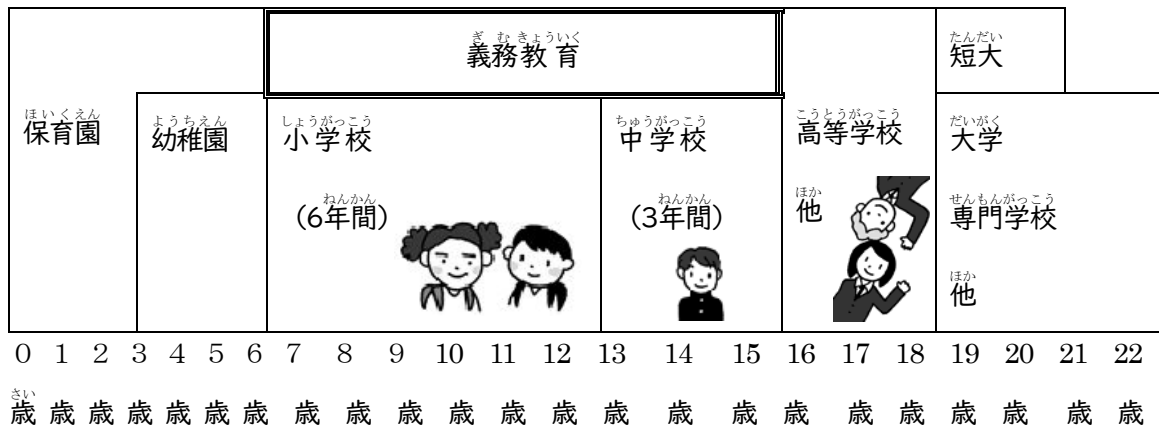 義務教育
短大
保育園 幼稚園 小学校 中学校 高等学校 大学
(6年間) (3年間) 他 専門学校
他
0 1 2 3 4 5 6 7 8 9 10 11 12 13 14 15 16 17 18 19 20 21 22
歳 歳 歳 歳 歳 歳 歳 歳 歳 歳 歳 歳 歳 歳 歳 歳 歳 歳 歳 歳 歳 歳 歳
ぎむきょういく
たんだい
ほいくえん ようちえん しょうがっこう ちゅうがっこう こうとうがっこう だいがく
ねんかん ねんかん ほか せんもんがっこう
ほか
さい